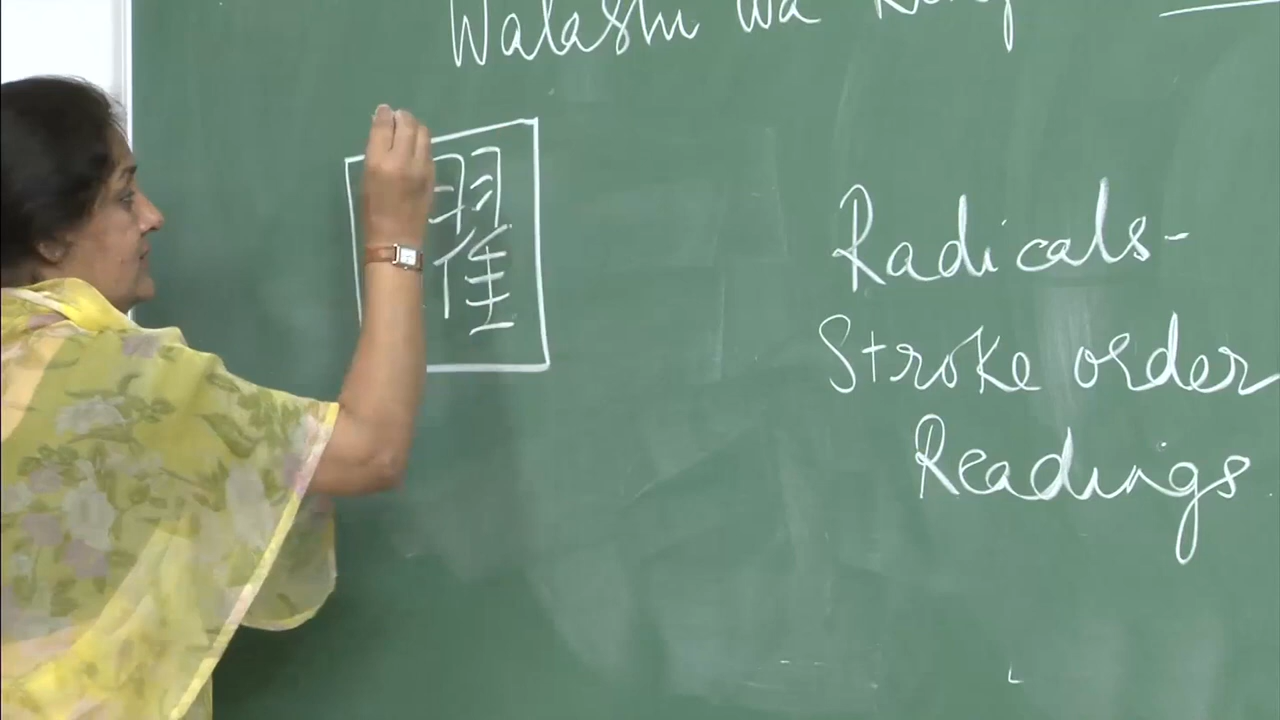 Watashi wa
翟
Radicals-
Stroke order
Readings